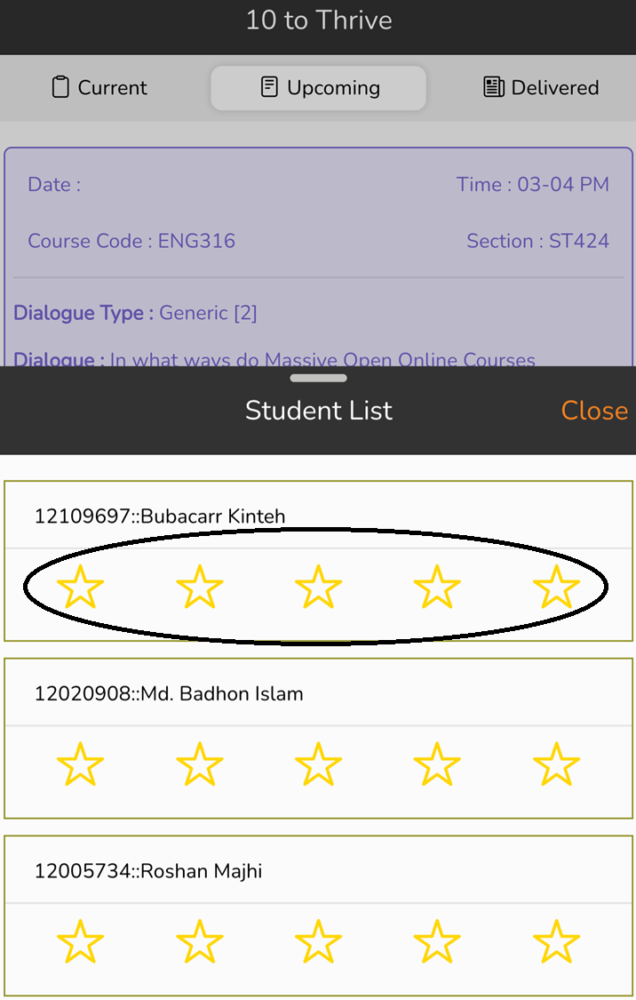 10 to Thrive
Current Upcoming Delivered
Date : Time : 03-04 PM
Course Code : ENG316 Section : ST424
Dialogue Type : Generic [2]
Dialogue : In what ways do Massive Open Online Courses
Student List Close
12109697::Bubacarr Kinteh
12020908::Md. Badhon Islam
12005734::Roshan Majhi